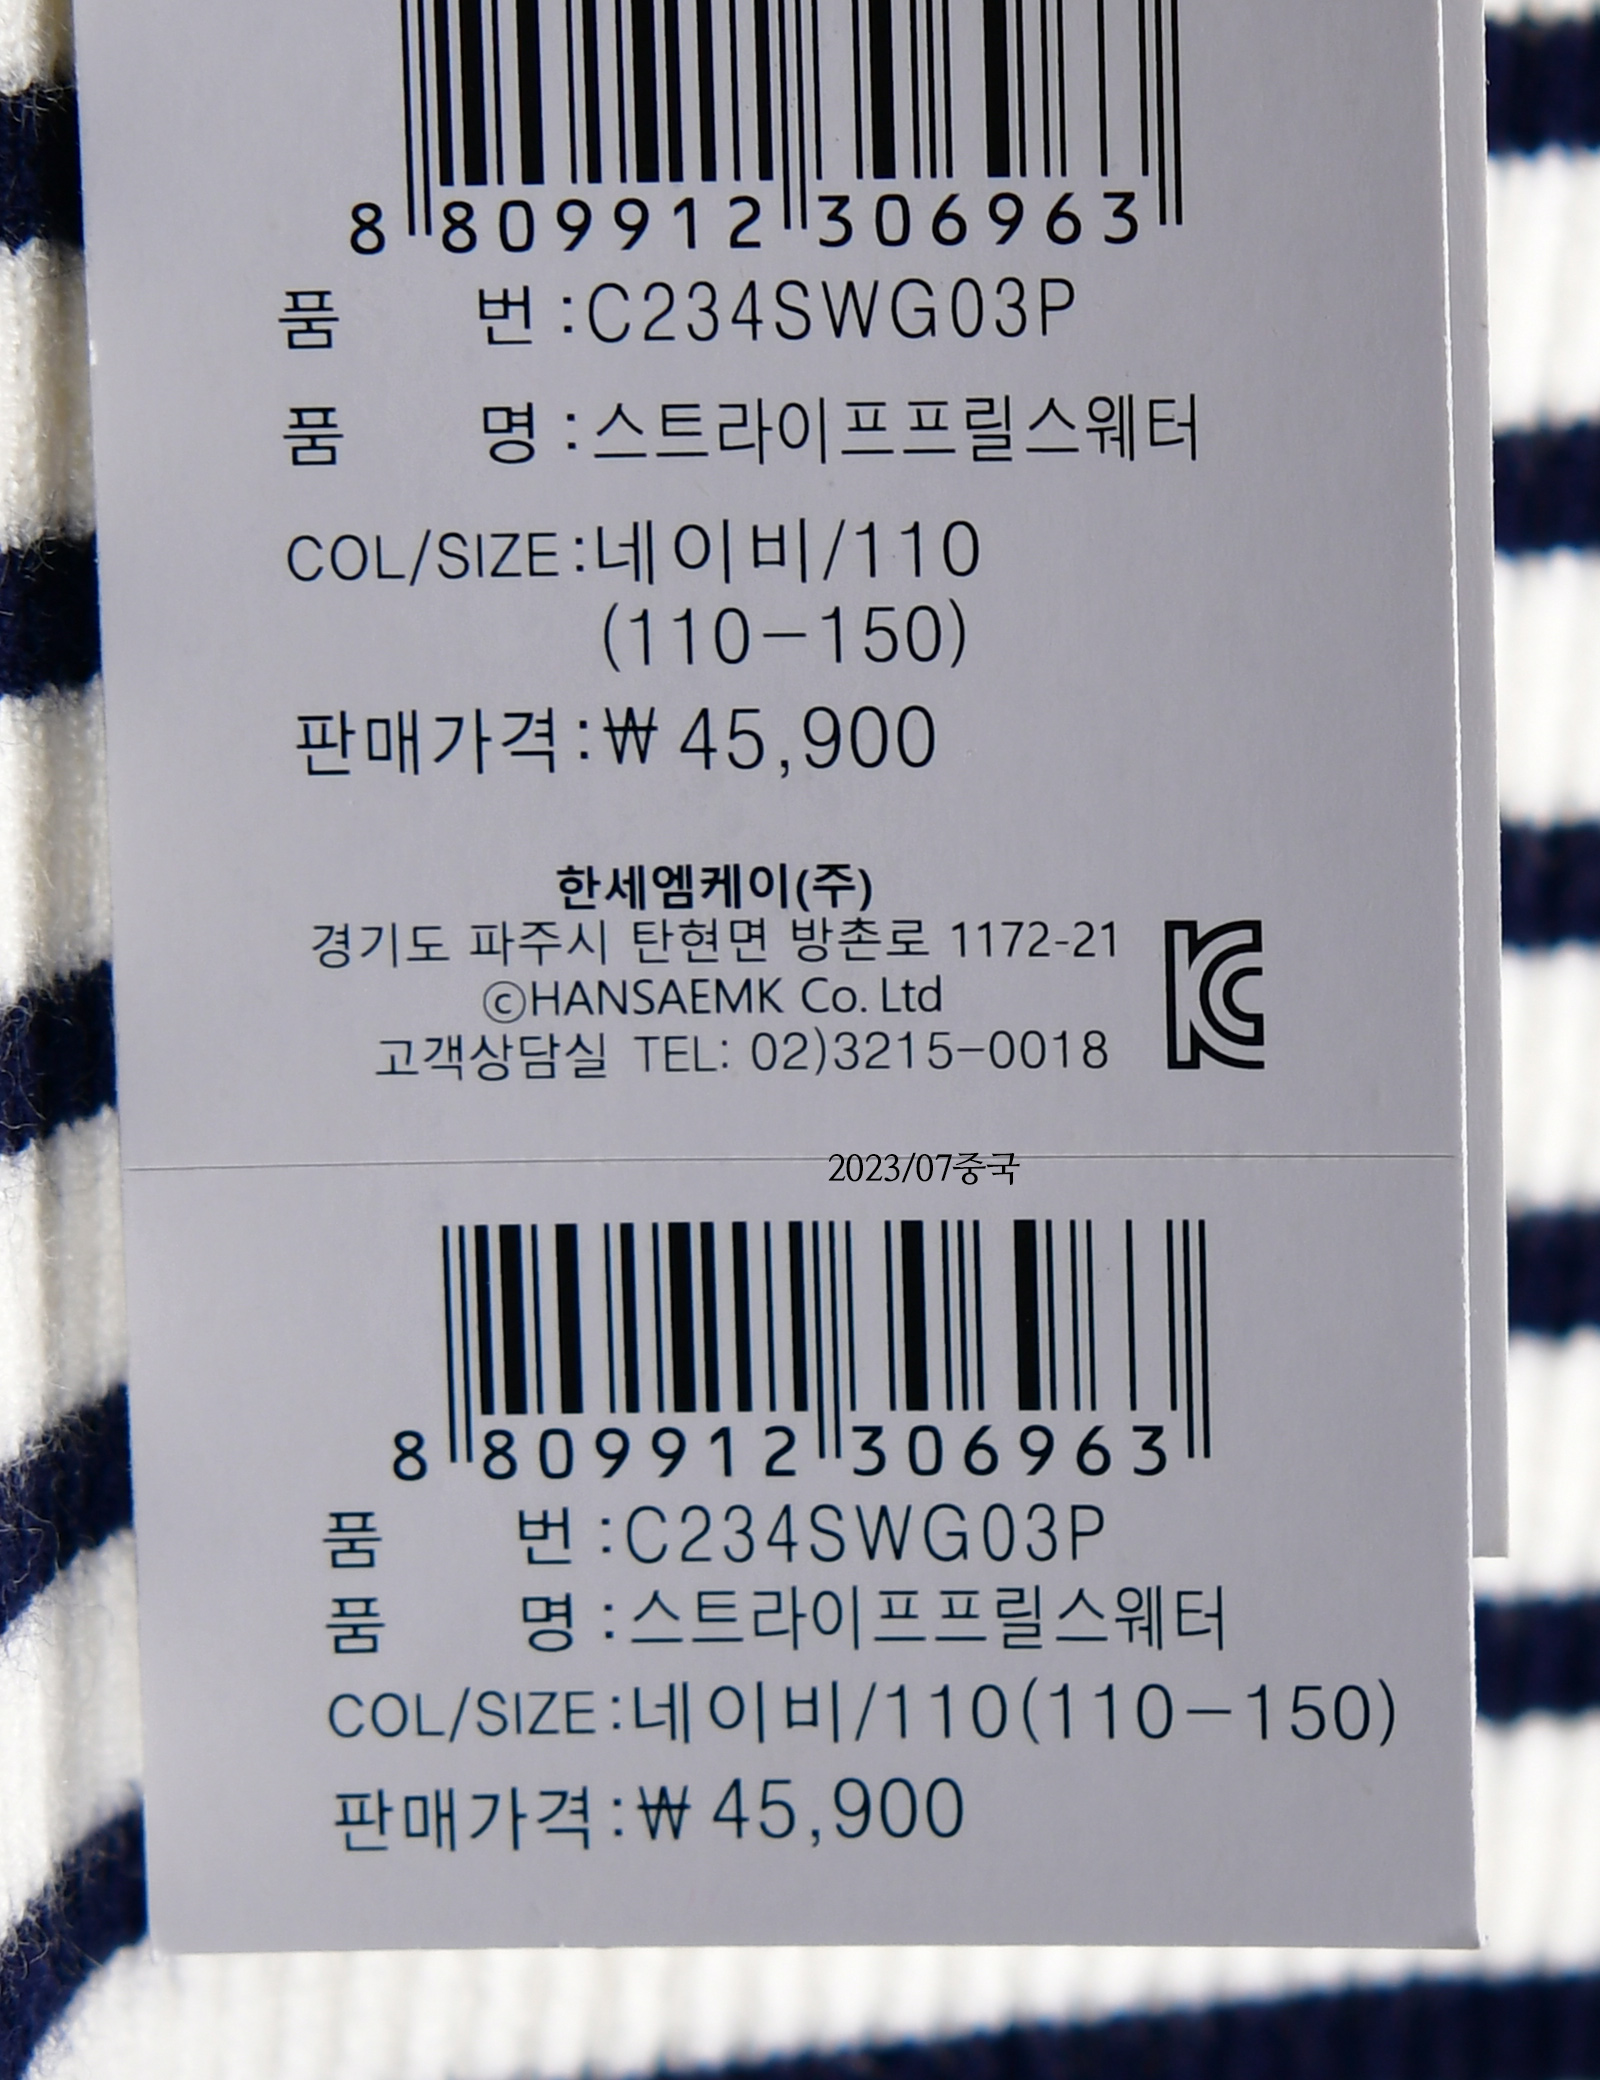 8 809912 306963
품 번 :C234SWG03P
품 명 :스트라이프프릴스웨터
COL/SIZE:네이비/110
(110-150)
판매가격:₩ 45,900
한세엠케이(주)
경기도 파주시 탄현면 방촌로 1172-21
©HANSAEMK Co. Ltd
고객상담실 TEL: 02)3215-0018
2023/07중국
8 809912 306963
품 번 :C234SWG03P
품 명 :스트라이프프릴스웨터
COL/SIZE:네이비/110(110-150)
판매가격:₩ 45,900